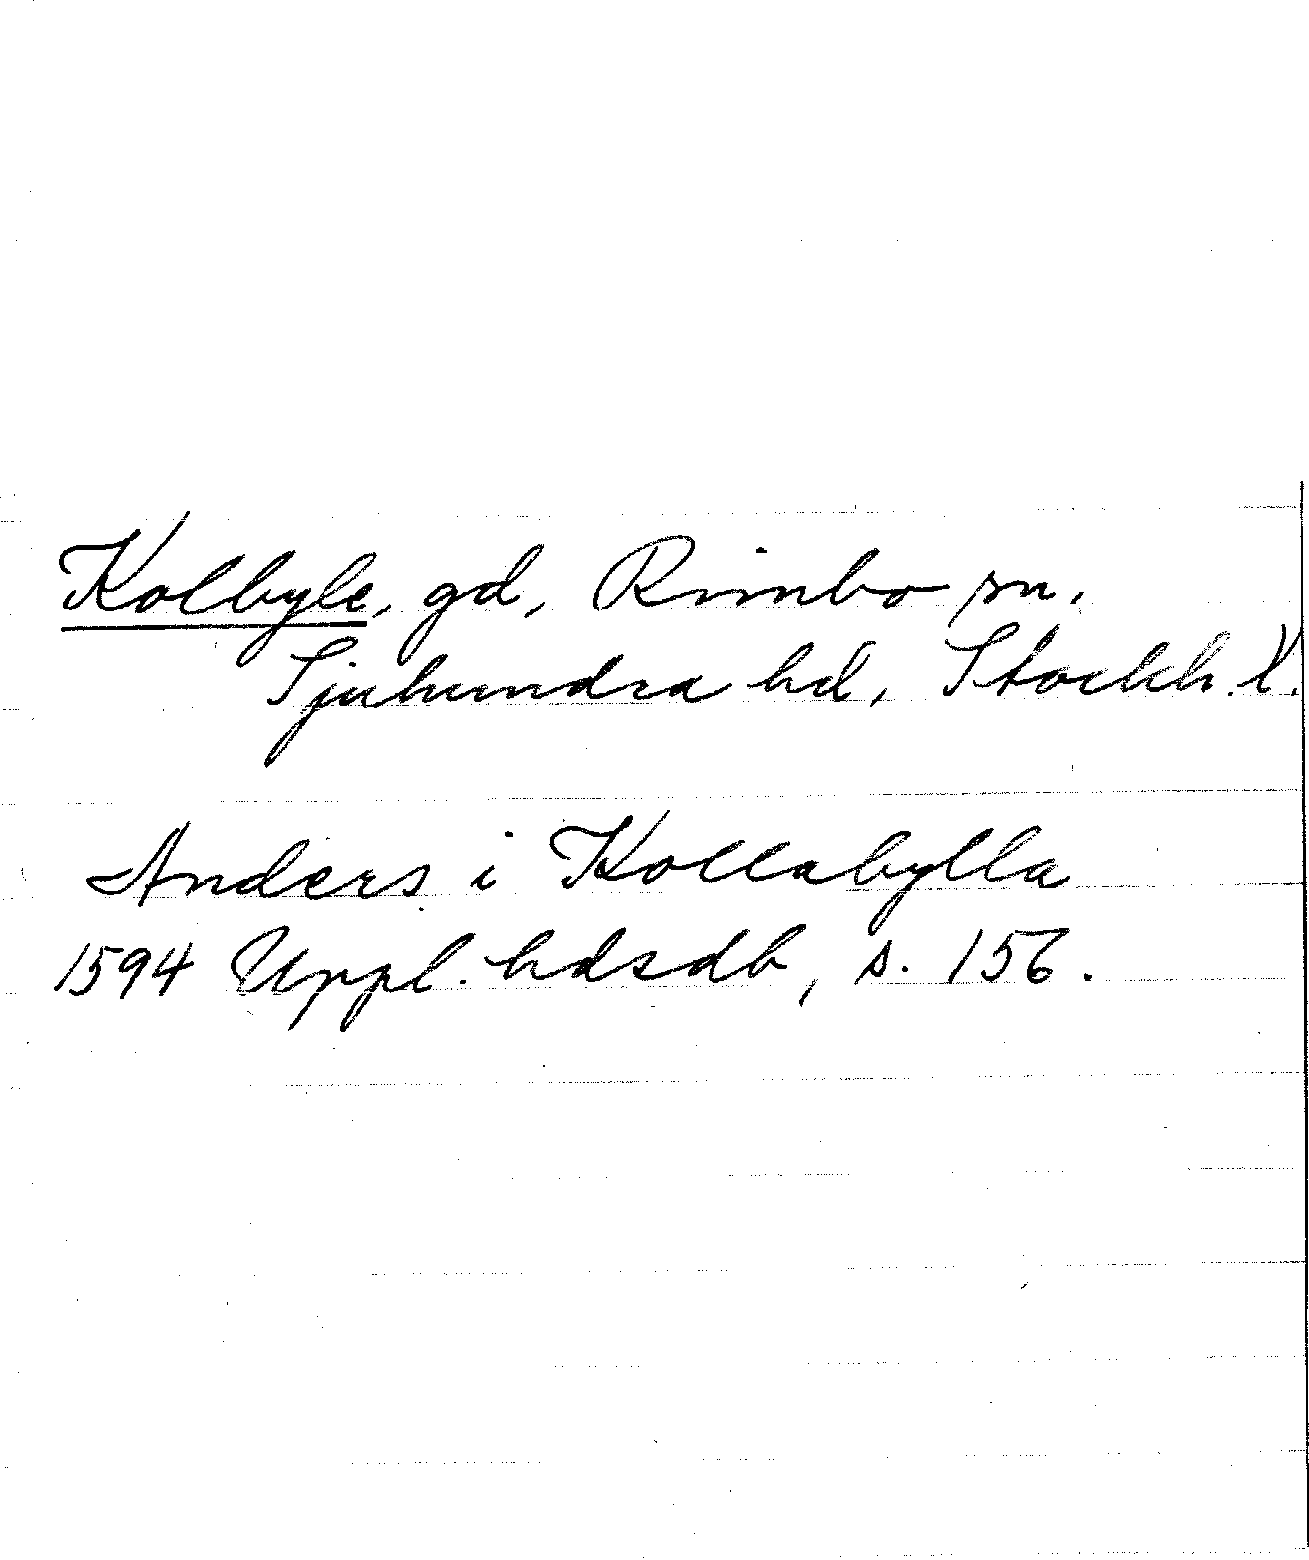 Kolbyle, gd, Rimbo sn,
Sjuhundra hd, Stockh. l.
Anders i Kollabylla
1594 Uppl. hdsdb, s. 156.